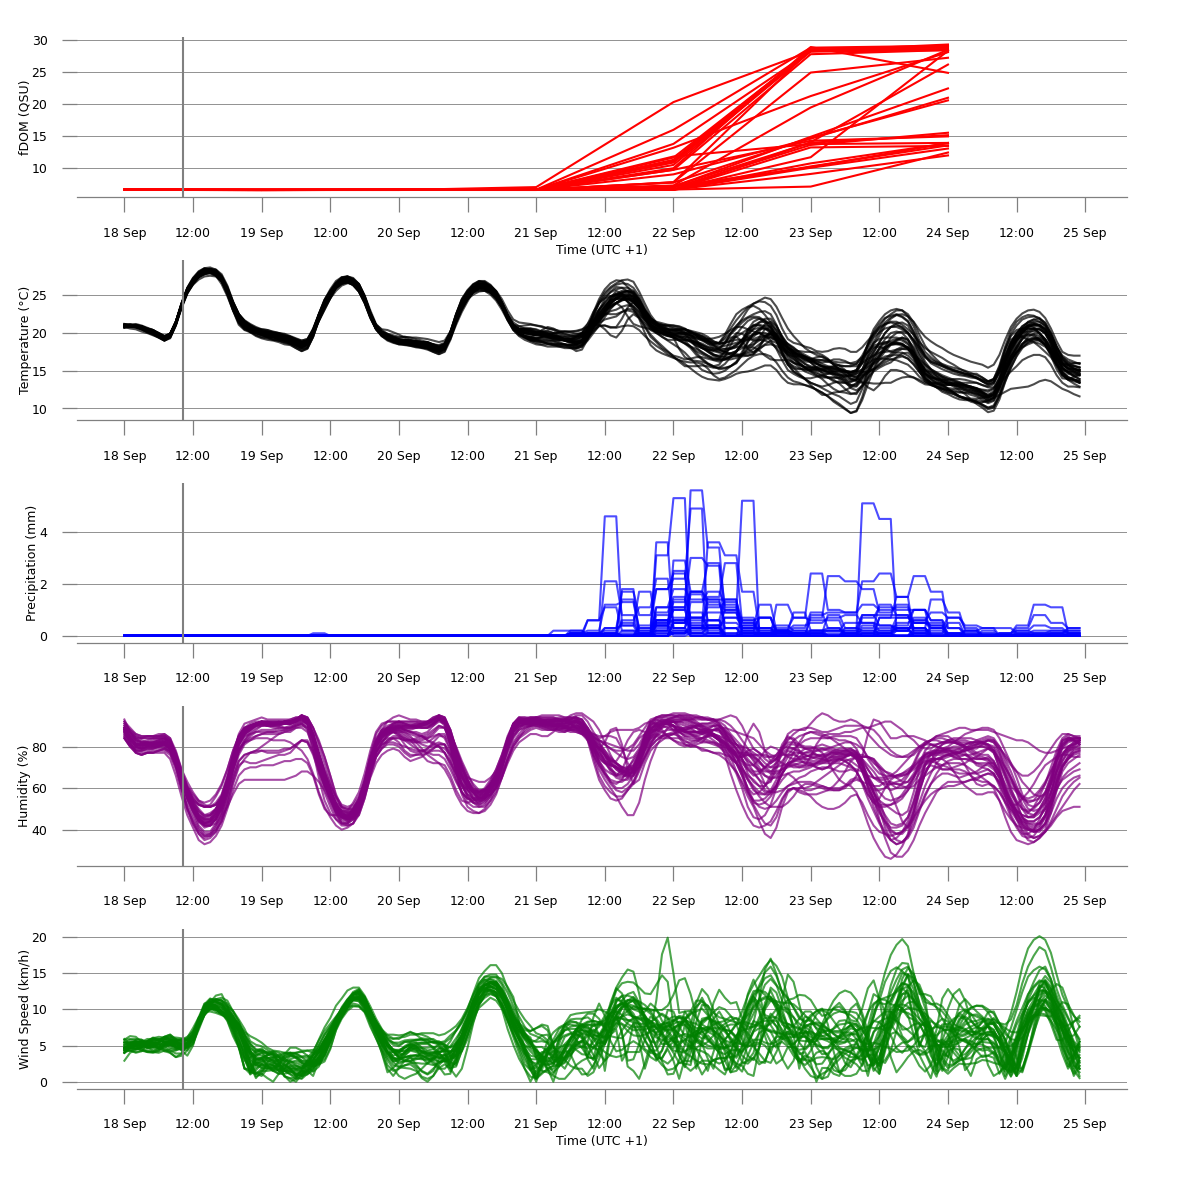 30
25
20
15
10
fDOM (QSU)
18 Sep 12:00 19 Sep 12:00 20 Sep 12:00 21 Sep 12:00 22 Sep 12:00 23 Sep 12:00 24 Sep 12:00 25 Sep
Time (UTC +1)
25
20
15
10
Temperature (°C)
18 Sep 12:00 19 Sep 12:00 20 Sep 12:00 21 Sep 12:00 22 Sep 12:00 23 Sep 12:00 24 Sep 12:00 25 Sep
4
2
0
Precipitation (mm)
18 Sep 12:00 19 Sep 12:00 20 Sep 12:00 21 Sep 12:00 22 Sep 12:00 23 Sep 12:00 24 Sep 12:00 25 Sep
80
60
40
Humidity (%)
18 Sep 12:00 19 Sep 12:00 20 Sep 12:00 21 Sep 12:00 22 Sep 12:00 23 Sep 12:00 24 Sep 12:00 25 Sep
20
15
10
5
0
Wind Speed (km/h)
18 Sep 12:00 19 Sep 12:00 20 Sep 12:00 21 Sep 12:00 22 Sep 12:00 23 Sep 12:00 24 Sep 12:00 25 Sep
Time (UTC +1)